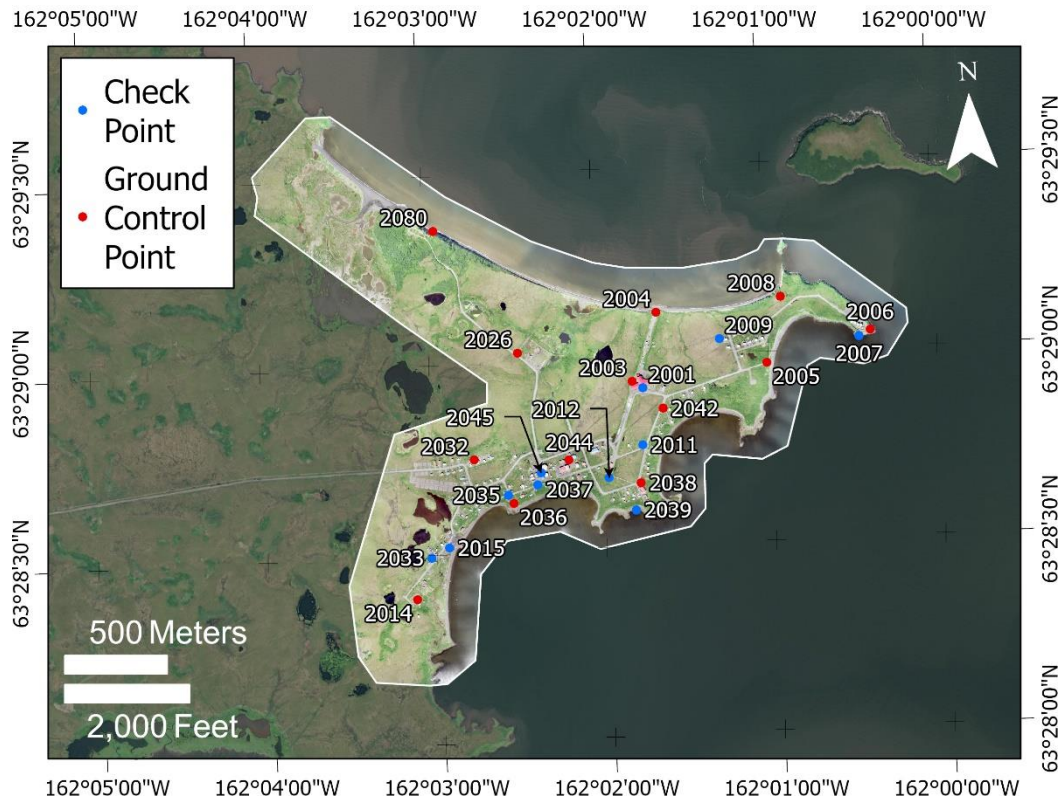 162°05'00"W 162°04'00"W 162°03'00"W 162°02'00"W 162°01'00"W 162°00'00"W
Check
Point
Ground
Control
Point
N
63°29'30"N
63°29'00"N
63°28'30"N
63°29'30"N
63°29'00"N
63°28'30"N
63°28'00"N
2080
2008
2004
2006
2009
2007
2026
2003
2001
2005
2045
2012
2042
2032
2044
2011
2035
2037
2038
2036
2039
2033
2015
2014
500 Meters
2,000 Feet
162°05'00"W 162°04'00"W 162°03'00"W 162°02'00"W 162°01'00"W 162°00'00"W